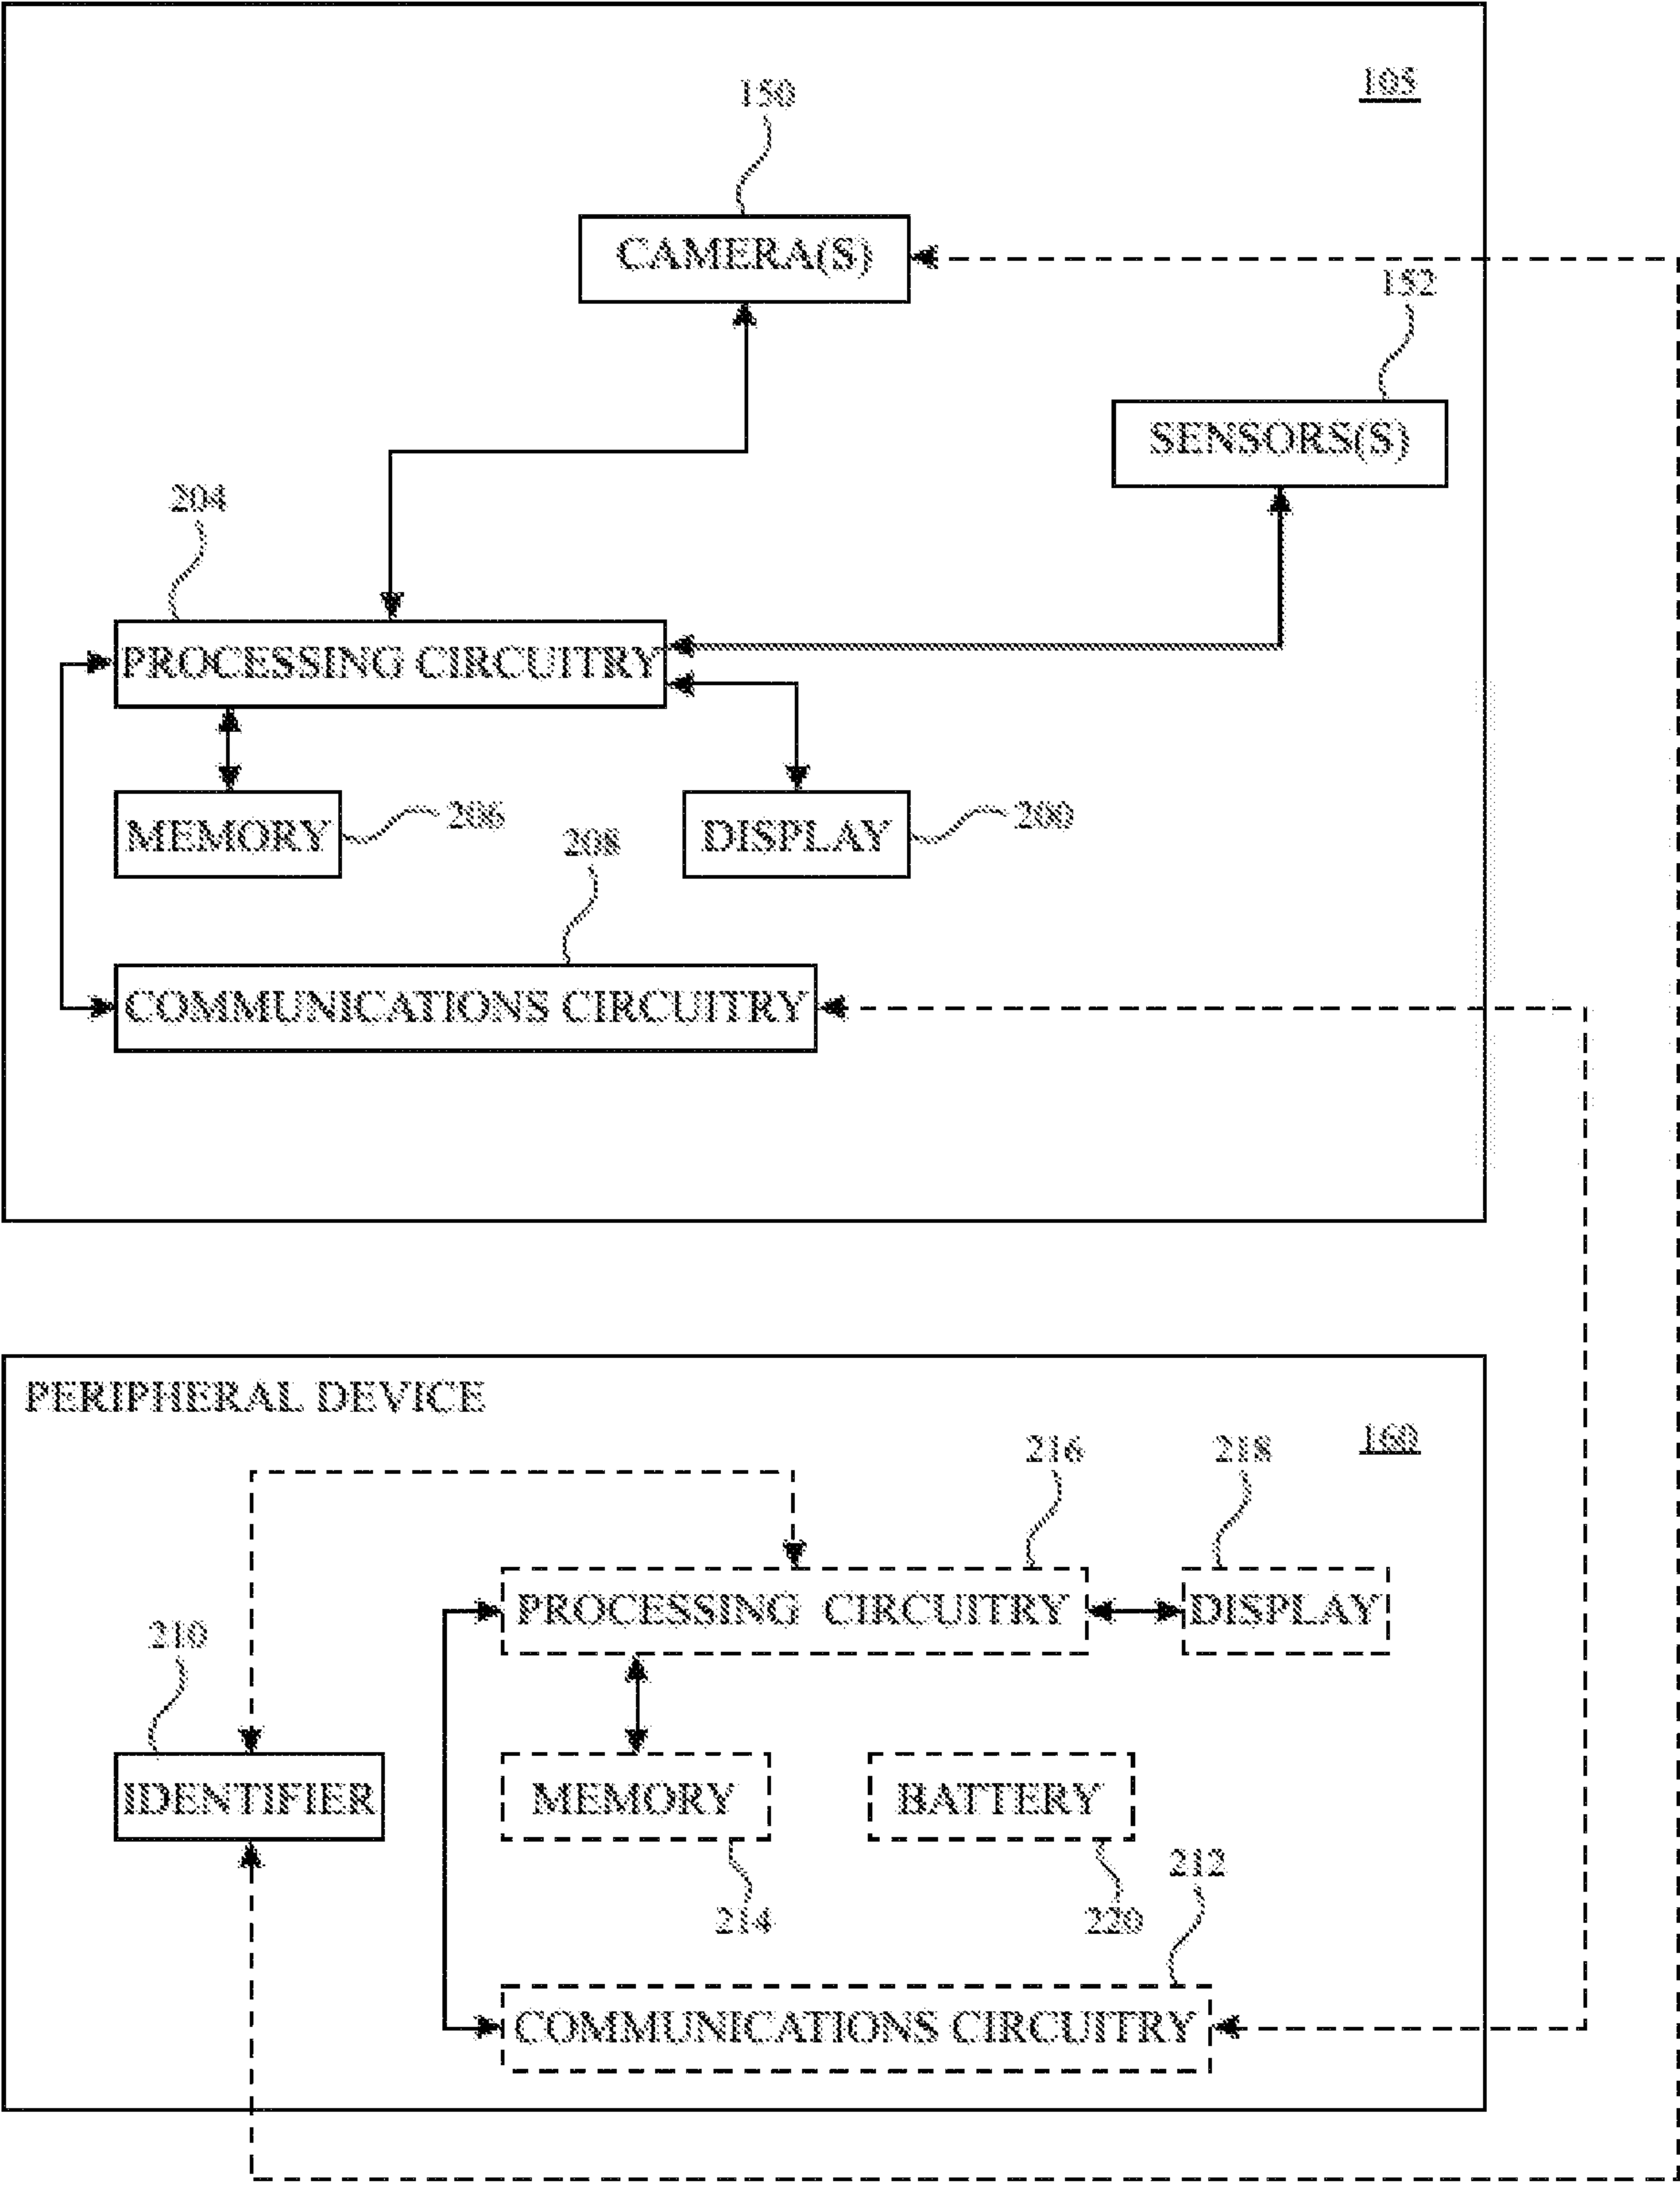 105
150
CAMERA(S)
152
SENSORS(S)
204
PROCESSING CIRCUITRY
MEMORY
206
DISPLAY
200
208
COMMUNICATIONS CIRCUITRY
PERIPHERAL DEVICE
160
216
218
PROCESSING CIRCUITRY
DISPLAY
210
IDENTIFIER
MEMORY
BATTERY
214
220
212
COMMUNICATIONS CIRCUITRY